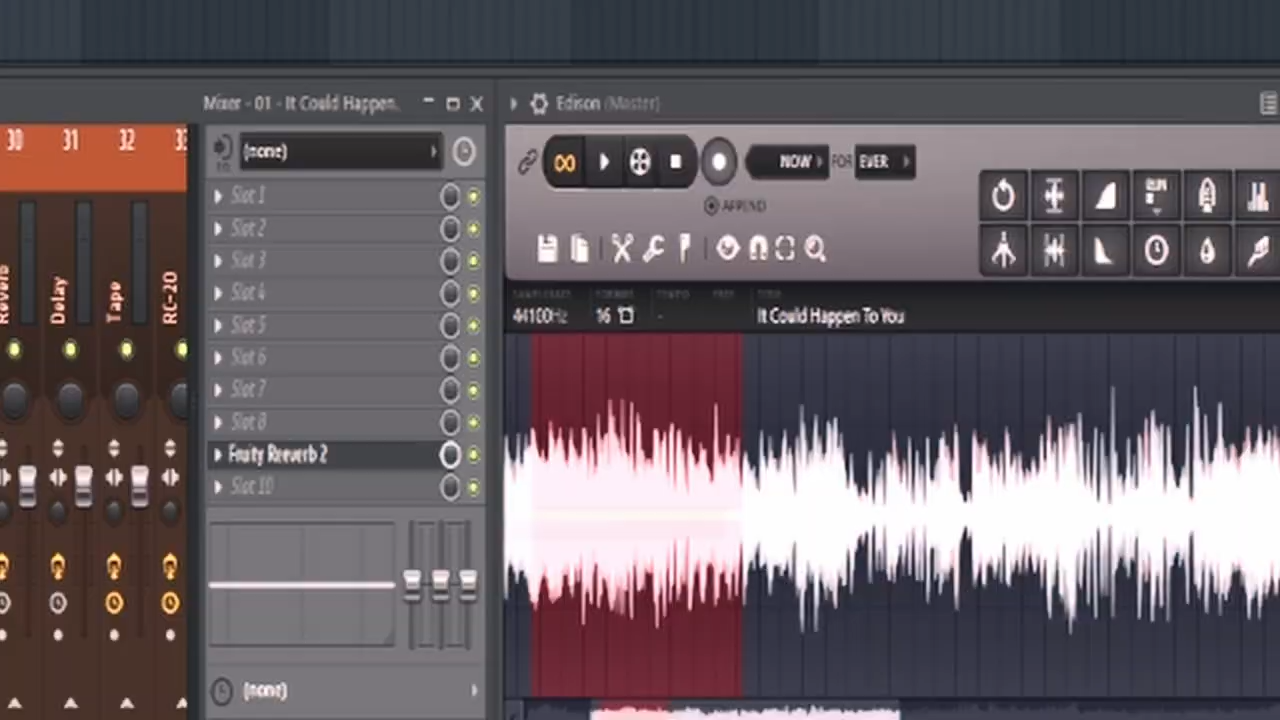 Mixer - 01 - It Could Happen.
Edison (Master)
30 31 32 33
(none)
NOW FOR EVER
APPEND
Slot 1
Slot 2
Slot 3
Slot 4
Slot 5
Slot 6
Slot 7
Slot 8
Fruity Reeverb 2
Slot 10
Reverb
Delay
Tape
RC-20
44100Hz 16 - It Could Happen To You
(none)